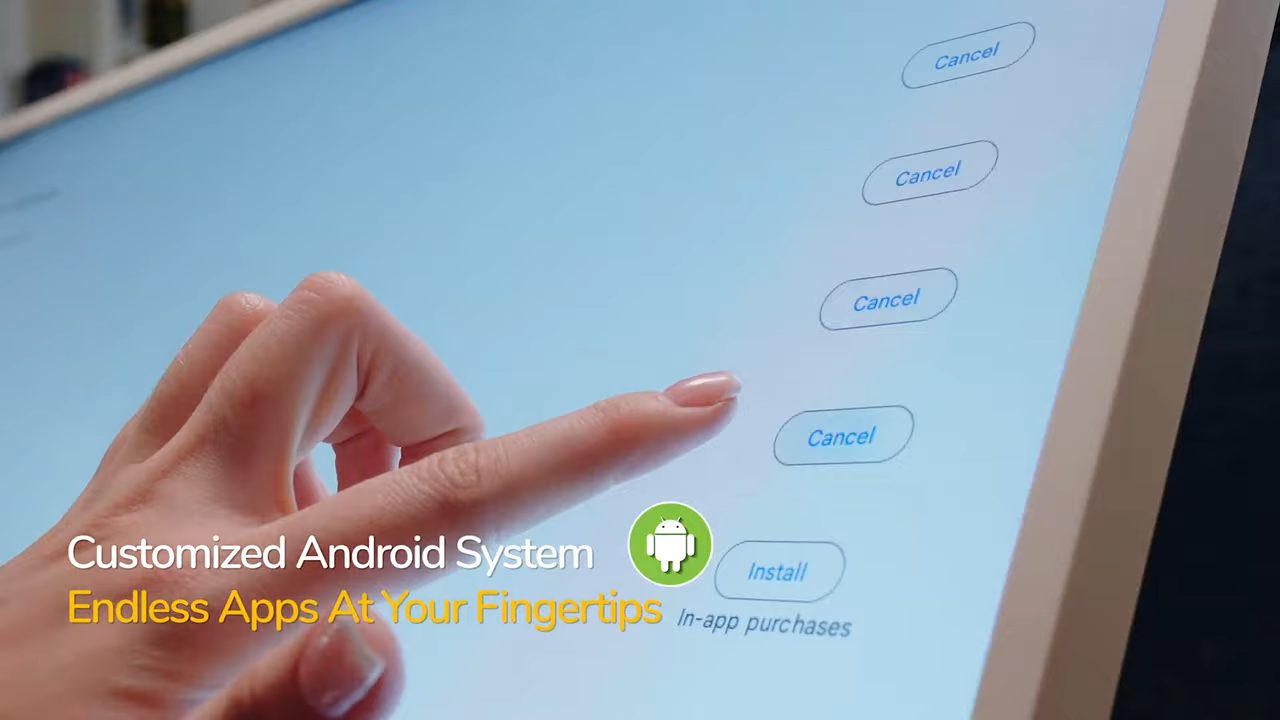 Cancel
Cancel
Cancel
Cancel
Install
In-app purchases
Customized Android System
Endless Apps At Your Fingertips